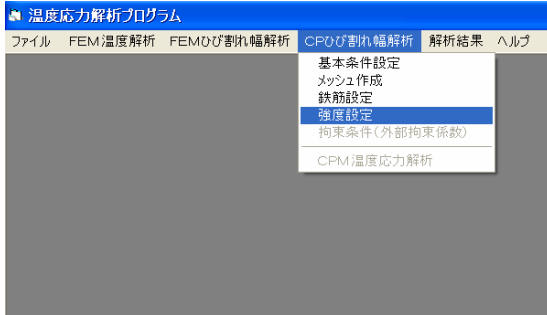 温度応力解析プログラム
ファイル FEM温度解析 FEMひび割れ幅解析 CPひび割れ幅解析 解析結果 ヘルプ
基本条件設定
メッシュ作成
鉄筋設定
強度設定
拘束条件(外部拘束係数)
CPM温度応力解析